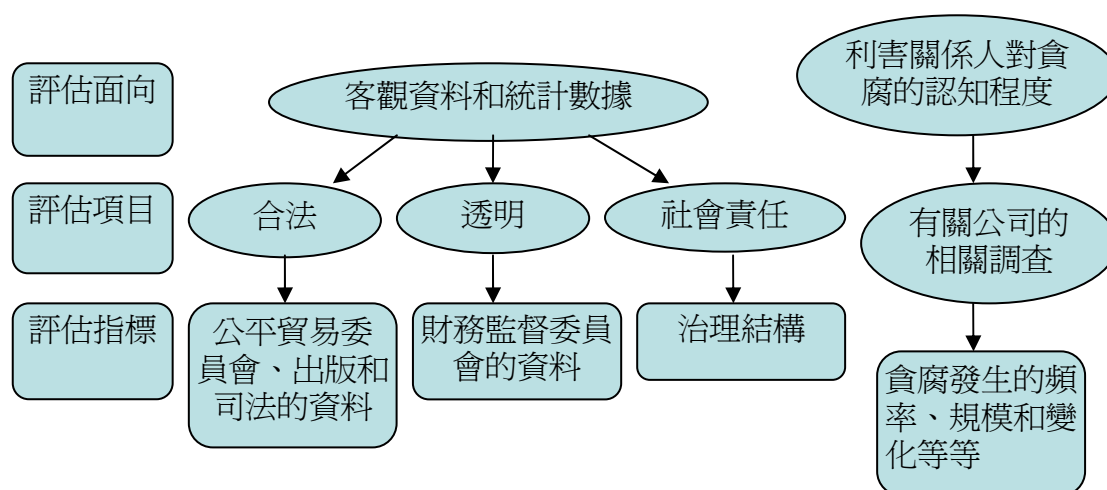 評估面向
客觀資料和統計數據
利害關係人對貪
腐的認知程度
評估項目
合法
透明
社會責任
有關公司的
相關調查
評估指標
公平貿易委
員會、出版和
司法的資料
財務監督委員
會的資料
治理結構
貪腐發生的頻
率、規模和變
化等等